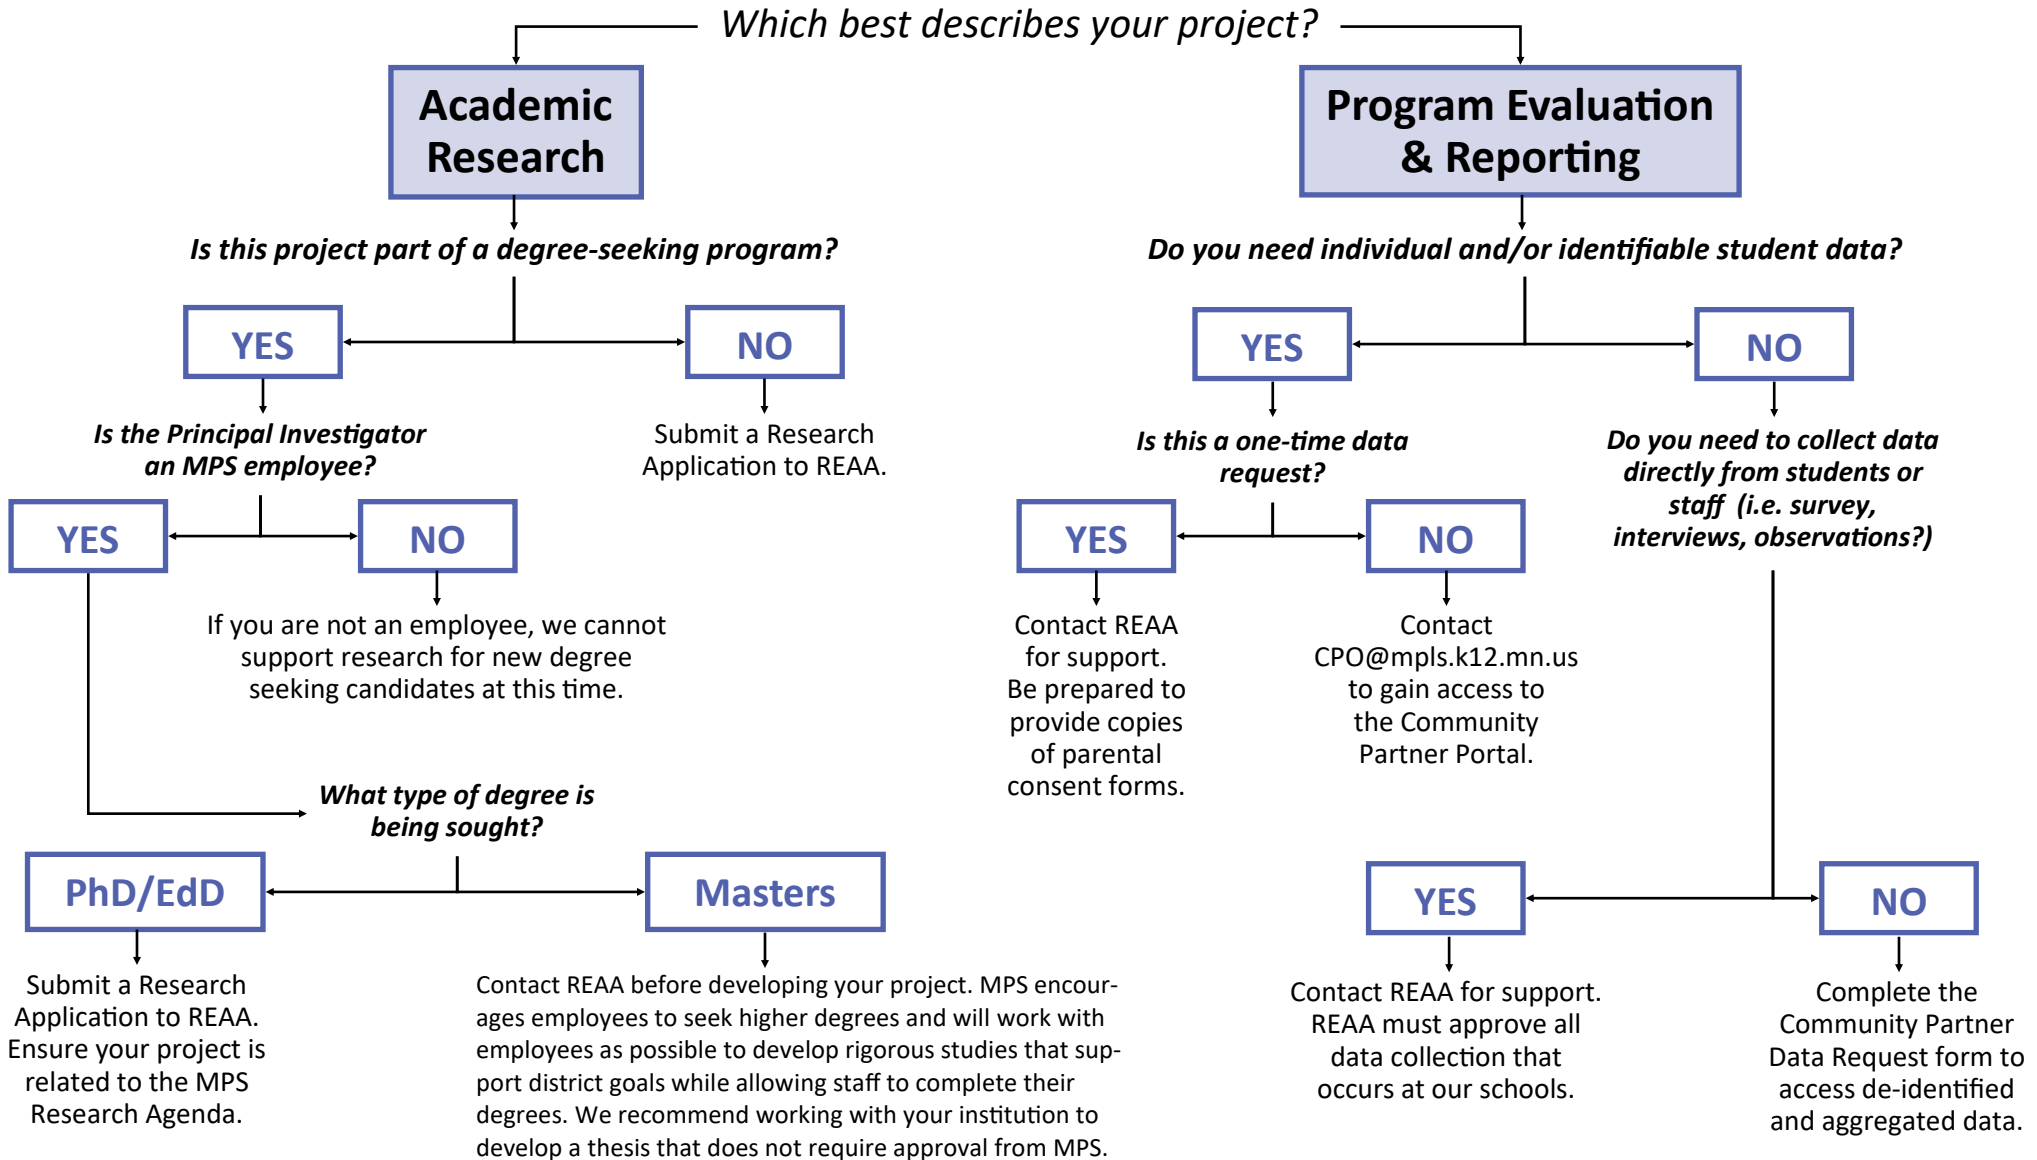 Which best describes your project?
Academic
Research
Is this project part of a degree-seeking program?
YES
NO
Is the Principal Investigator
an MPS employee?
Submit a Research
Application to REAA.
YES
NO
If you are not an employee, we cannot
support research for new degree
seeking candidates at this time.
What type of degree is
being sought?
PhD/EdD
Masters
Submit a Research
Application to REAA.
Ensure your project is
related to the MPS
Research Agenda.
Contact REAA before developing your project. MPS encour-
ages employees to seek higher degrees and will work with
employees as possible to develop rigorous studies that sup-
port district goals while allowing staff to complete their
degrees. We recommend working with your institution to
develop a thesis that does not require approval from MPS.
Program Evaluation
& Reporting
Do you need individual and/or identifiable student data?
YES
NO
Is this a one-time data
request?
YES
NO
Contact REAA
for support.
Be prepared to
provide copies
of parental
consent forms.
Contact
CPO@mpls.k12.mn.us
to gain access to
the Community
Partner Portal.
Do you need to collect data
directly from students or
staff (i.e. survey,
interviews, observations?)
YES
NO
Contact REAA for support.
REAA must approve all
data collection that
occurs at our schools.
Complete the
Community Partner
Data Request form to
access de-identified
and aggregated data.